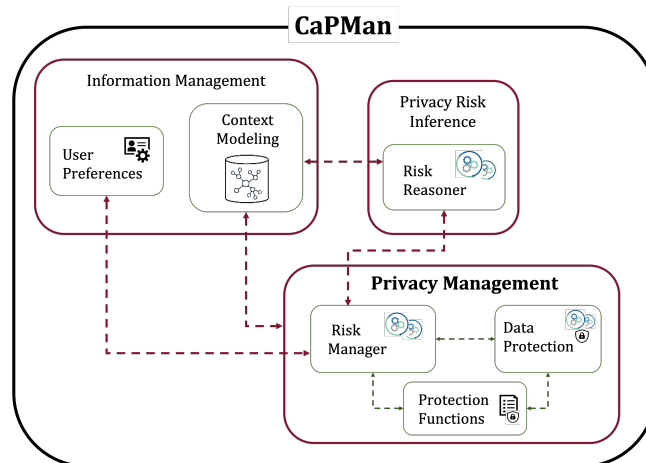 CaPMan
Information Management
Context
Modeling
User
Preferences
Privacy Risk
Inference
Risk
Reasoner
Privacy Management
Risk
Manager
Data
Protection
Protection
Functions